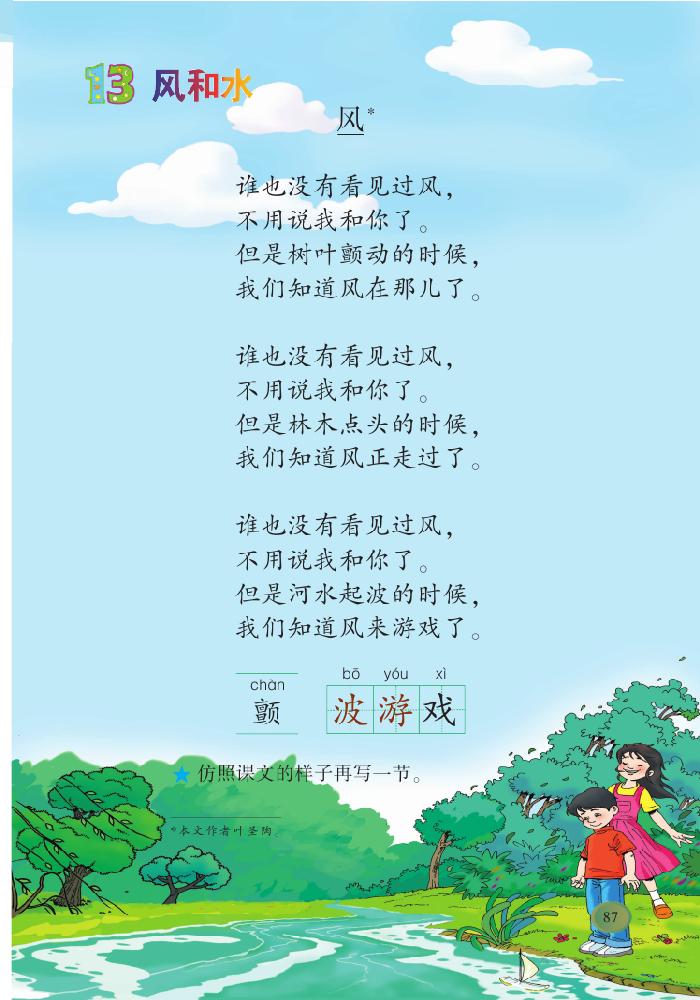 13 风和水
风*
谁也没有看见过风，
不用说我和你了。
但是树叶颤动的时候，
我们知道风在那儿了。
谁也没有看见过风，
不用说我和你了。
但是林木点头的时候，
我们知道风正走过了。
谁也没有看见过风，
不用说我和你了。
但是河水起波的时候，
我们知道风来游戏了。
chàn bō yóu xì
颤 波 游 戏
★ 仿照课文的样子再写一节。
*本文作者叶圣陶
87